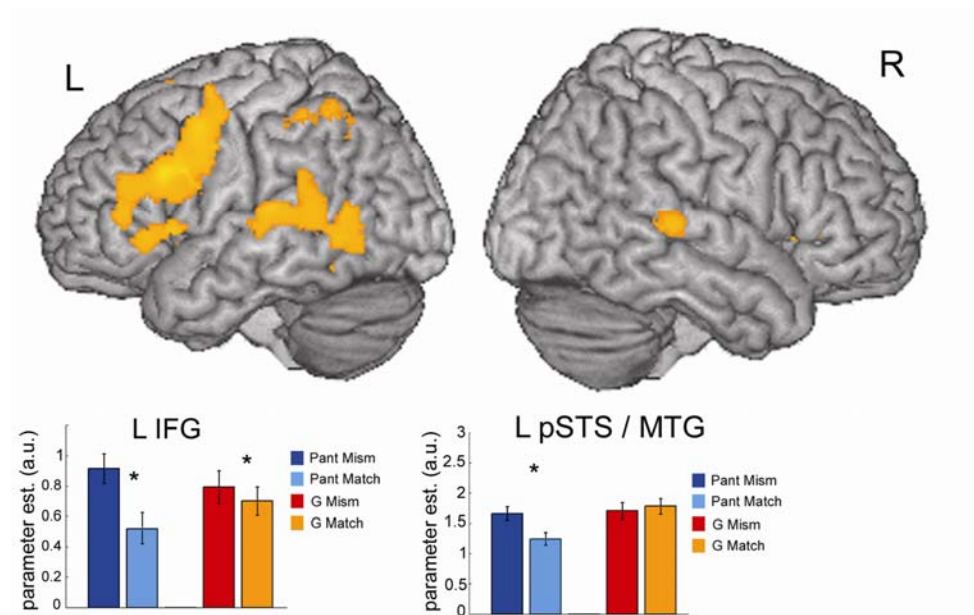 L
R
L IFG
parameter est. (a.u.)
1
0.8
0.6
0.4
0.2
0
*
*
Pant Mism
Pant Match
G Mism
G Match
L pSTS / MTG
parameter est. (a.u.)
3
2.5
2
1.5
1
0.5
0
*
Pant Mism
Pant Match
G Mism
G Match